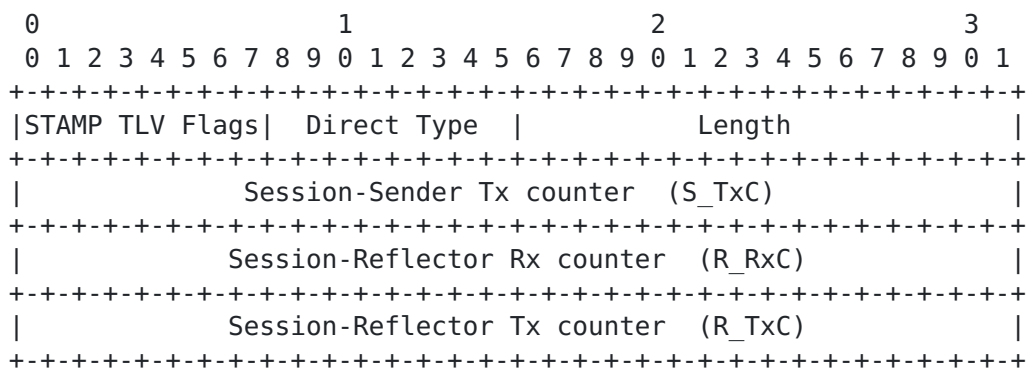 0                   1                   2                   3
 0 1 2 3 4 5 6 7 8 9 0 1 2 3 4 5 6 7 8 9 0 1 2 3 4 5 6 7 8 9 0 1
+-+-+-+-+-+-+-+-+-+-+-+-+-+-+-+-+-+-+-+-+-+-+-+-+-+-+-+-+-+-+-+-+
|STAMP TLV Flags|  Direct Type  |           Length              |
+-+-+-+-+-+-+-+-+-+-+-+-+-+-+-+-+-+-+-+-+-+-+-+-+-+-+-+-+-+-+-+-+
|              Session-Sender Tx counter  (S_TxC)               |
+-+-+-+-+-+-+-+-+-+-+-+-+-+-+-+-+-+-+-+-+-+-+-+-+-+-+-+-+-+-+-+-+
|             Session-Reflector Rx counter  (R_RxC)             |
+-+-+-+-+-+-+-+-+-+-+-+-+-+-+-+-+-+-+-+-+-+-+-+-+-+-+-+-+-+-+-+-+
|             Session-Reflector Tx counter  (R_TxC)             |
+-+-+-+-+-+-+-+-+-+-+-+-+-+-+-+-+-+-+-+-+-+-+-+-+-+-+-+-+-+-+-+-+